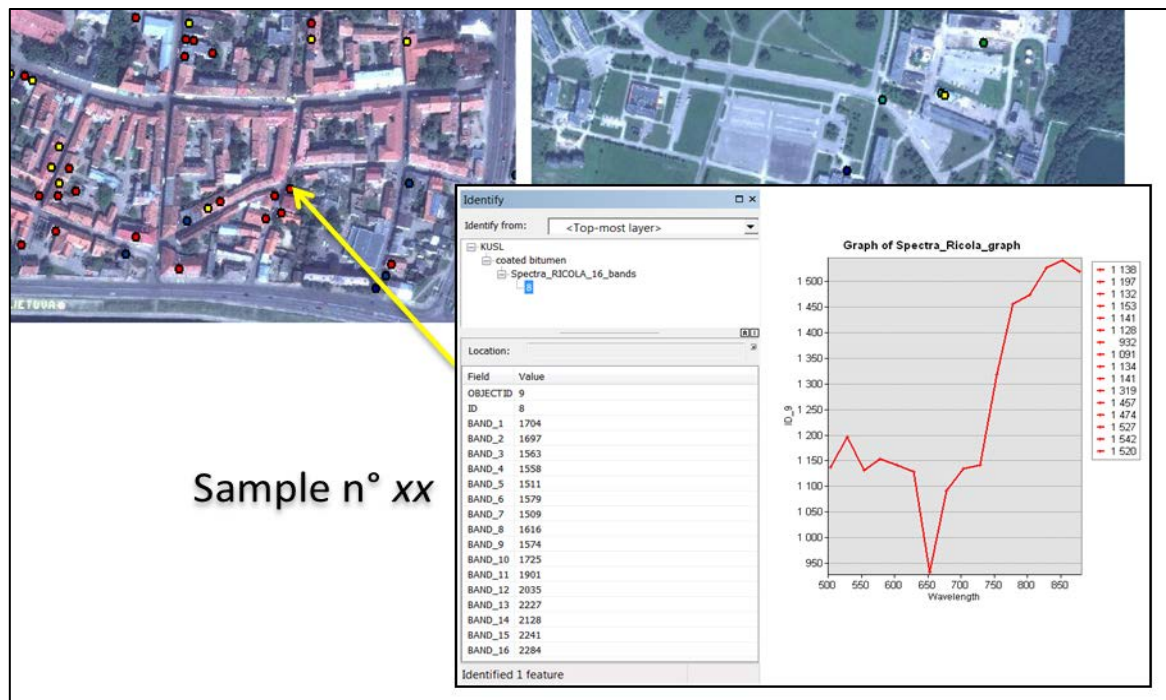 JETUVA
Sample n° xx
Identify
Identify from: <Top-most layer>
KUSL
coated bitumen
Spectra_RICOLA_16_bands
8
Location:
Field Value
OBJECTID 9
ID 8
BAND_1 1704
BAND_2 1697
BAND_3 1563
BAND_4 1558
BAND_5 1511
BAND_6 1579
BAND_7 1509
BAND_8 1616
BAND_9 1574
BAND_10 1725
BAND_11 1901
BAND_12 2035
BAND_13 2227
BAND_14 2128
BAND_15 2241
BAND_16 2284
Identified 1 feature
Graph of Spectra_Ricola_graph
ID_9
1 500
1 450
1 400
1 350
1 300
1 250
1 200
1 150
1 100
1 050
1 000
950
500 550 600 650 700 750 800 850
Wavelength
1 138
1 197
1 132
1 153
1 141
1 128
932
1 091
1 134
1 141
1 319
1 457
1 474
1 527
1 542
1 520